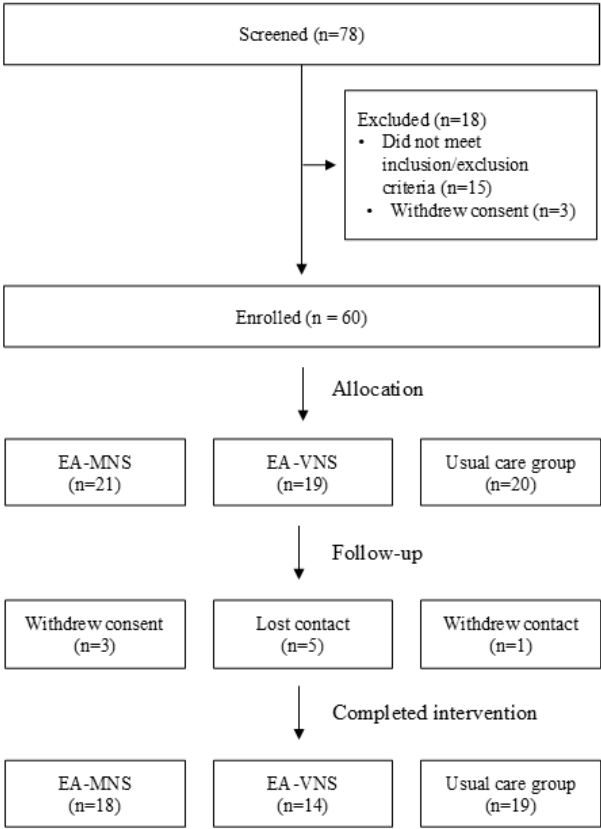 Screened (n=78)
Excluded (n=18)
• Did not meet
inclusion/exclusion
criteria (n=15)
• Withdrew consent (n=3)
Enrolled (n = 60)
Allocation
EA-MNS
(n=21)
EA-VNS
(n=19)
Usual care group
(n=20)
Follow-up
Withdrew consent
(n=3)
Lost contact
(n=5)
Withdrew contact
(n=1)
Completed intervention
EA-MNS
(n=18)
EA-VNS
(n=14)
Usual care group
(n=19)